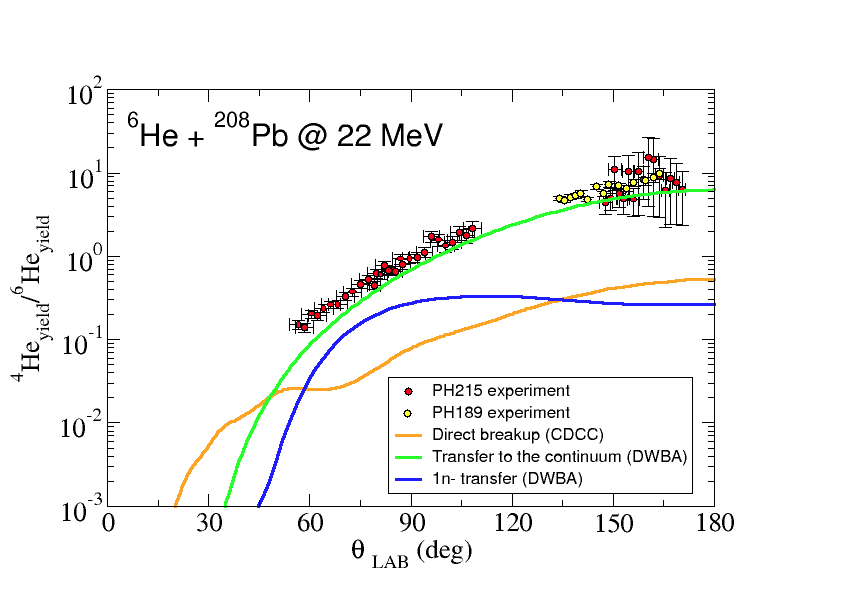 ⁶He + ²⁰⁸Pb @ 22 MeV
⁴He_yield/⁶He_yield
10²
10¹
10⁰
10⁻¹
10⁻²
10⁻³
PH215 experiment
PH189 experiment
Direct breakup (CDCC)
Transfer to the continuum (DWBA)
1n- transfer (DWBA)
0 30 60 90 120 150 180
θ LAB (deg)